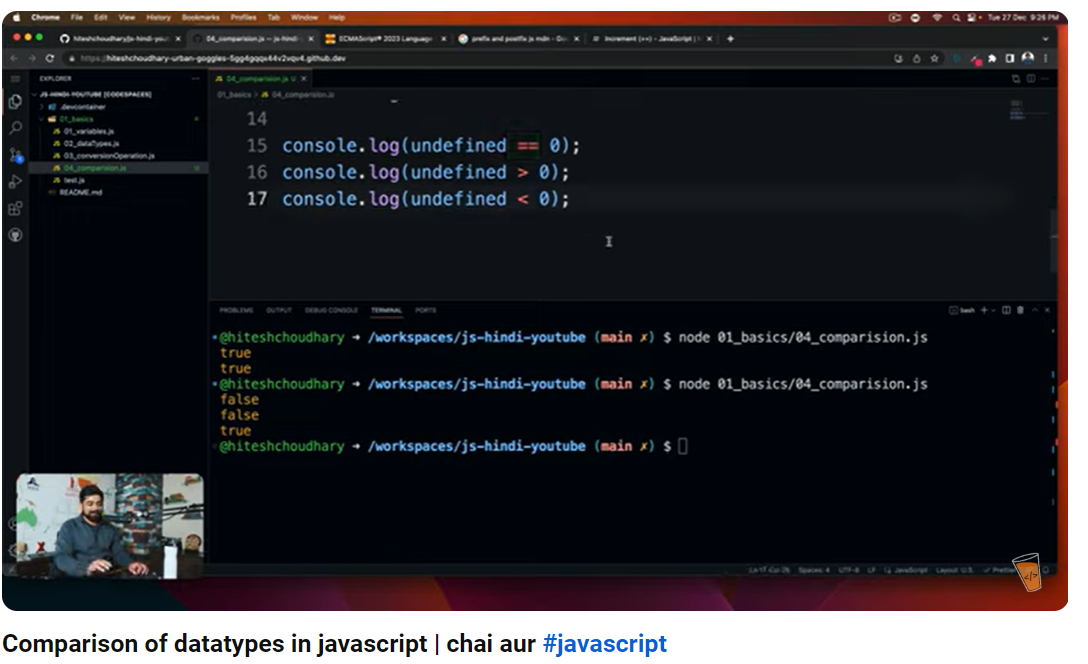 Chrome File Edit View History Bookmarks Profiles Tab Window Help Tue 27 Dec 9:26 PM
hiteshchoudhary/js-hindi-yout 04_comparision.js — js-hindi- ECMAScript® 2023 Language prefix and postfix js mdn - Goo Increment (++) - JavaScript |
https://hiteshchoudhary-urban-goggles-5gg4gqqx44v2vqv4.github.dev
EXPLORER
JS-HINDI-YOUTUBE [CODESPACES]
.devcontainer
01_basics
01_variables.js
02_dataTypes.js
03_conversionOperation.js
04_comparision.js U
test.js
README.md
04_comparision.js U
01_basics > 04_comparision.js
14
15 console.log(undefined == 0);
16 console.log(undefined > 0);
17 console.log(undefined < 0);
PROBLEMS OUTPUT DEBUG CONSOLE TERMINAL PORTS bash
@hiteshchoudhary → /workspaces/js-hindi-youtube (main ✗) $ node 01_basics/04_comparision.js
true
true
@hiteshchoudhary → /workspaces/js-hindi-youtube (main ✗) $ node 01_basics/04_comparision.js
false
false
true
@hiteshchoudhary → /workspaces/js-hindi-youtube (main ✗) $
Spaces: 4 UTF-8 LF JavaScript Layout: U.S. Prettier
</>
Comparison of datatypes in javascript | chai aur #javascript